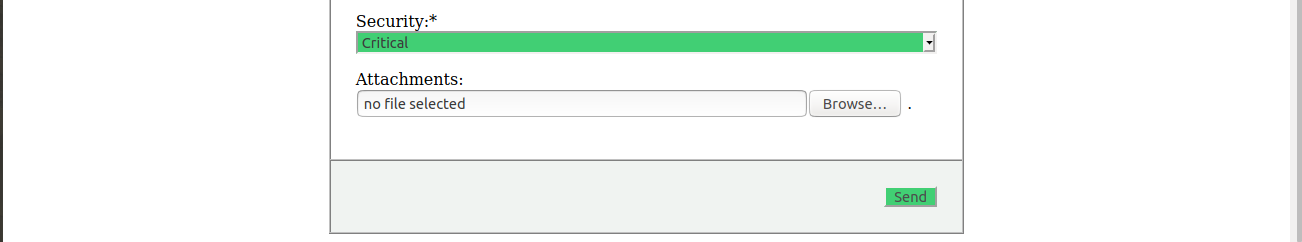 Security:*
Critical
Attachments:
no file selected Browse... .
Send